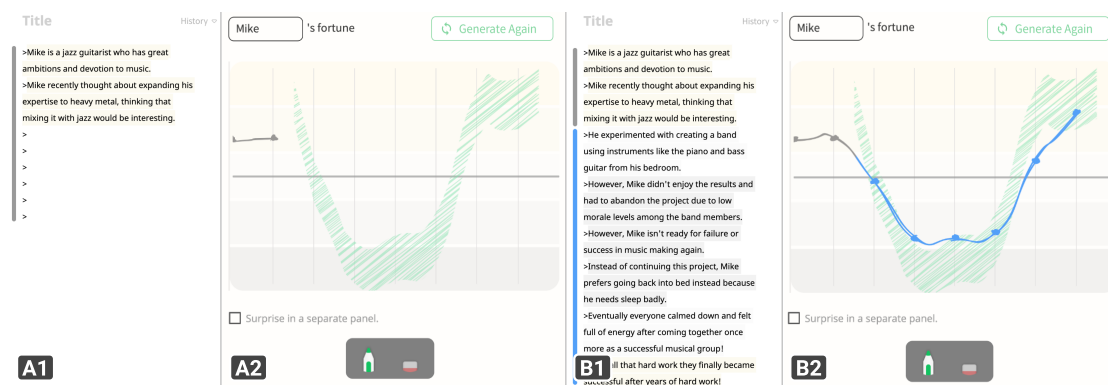 Title
History
>Mike is a jazz guitarist who has great
ambitions and devotion to music.
>Mike recently thought about expanding his
expertise to heavy metal, thinking that
mixing it with jazz would be interesting.
>
>
>
>
>
>
A1
Mike 's fortune
Generate Again
Surprise in a separate panel.
A2
Title
History
>Mike is a jazz guitarist who has great
ambitions and devotion to music.
>Mike recently thought about expanding his
expertise to heavy metal, thinking that
mixing it with jazz would be interesting.
>He experimented with creating a band
using instruments like the piano and bass
guitar from his bedroom.
>However, Mike didn't enjoy the results and
had to abandon the project due to low
morale levels among the band members.
>However, Mike isn't ready for failure or
success in music making again.
>Instead of continuing this project, Mike
prefers going back into bed instead because
he needs sleep badly.
>Eventually everyone calmed down and felt
full of energy after coming together once
more as a successful musical group!
all that hard work they finally became
successful after years of hard work!
B1
Mike 's fortune
Generate Again
Surprise in a separate panel.
B2